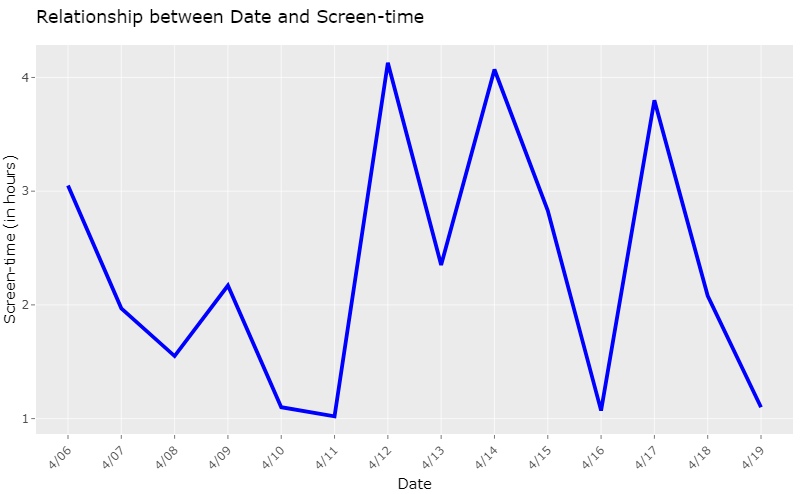 Relationship between Date and Screen-time
Screen-time (in hours)
4
3
2
1
4/06 4/07 4/08 4/09 4/10 4/11 4/12 4/13 4/14 4/15 4/16 4/17 4/18 4/19
Date